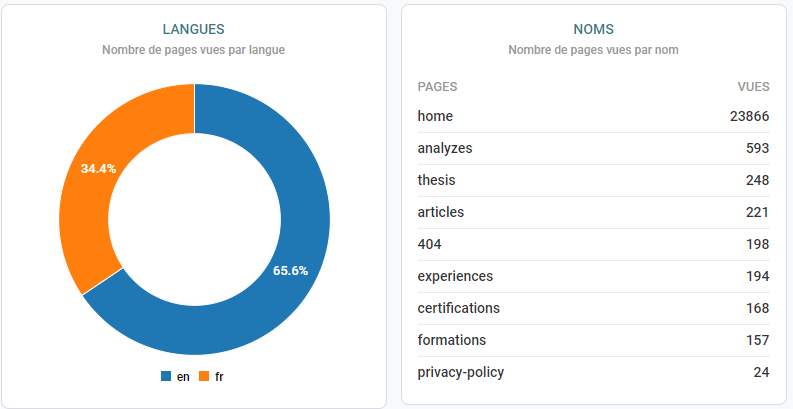 LANGUES
Nombre de pages vues par langue
34.4%
65.6%
en fr
NOMS
Nombre de pages vues par nom
PAGES VUES
home 23866
analyzes 593
thesis 248
articles 221
404 198
experiences 194
certifications 168
formations 157
privacy-policy 24